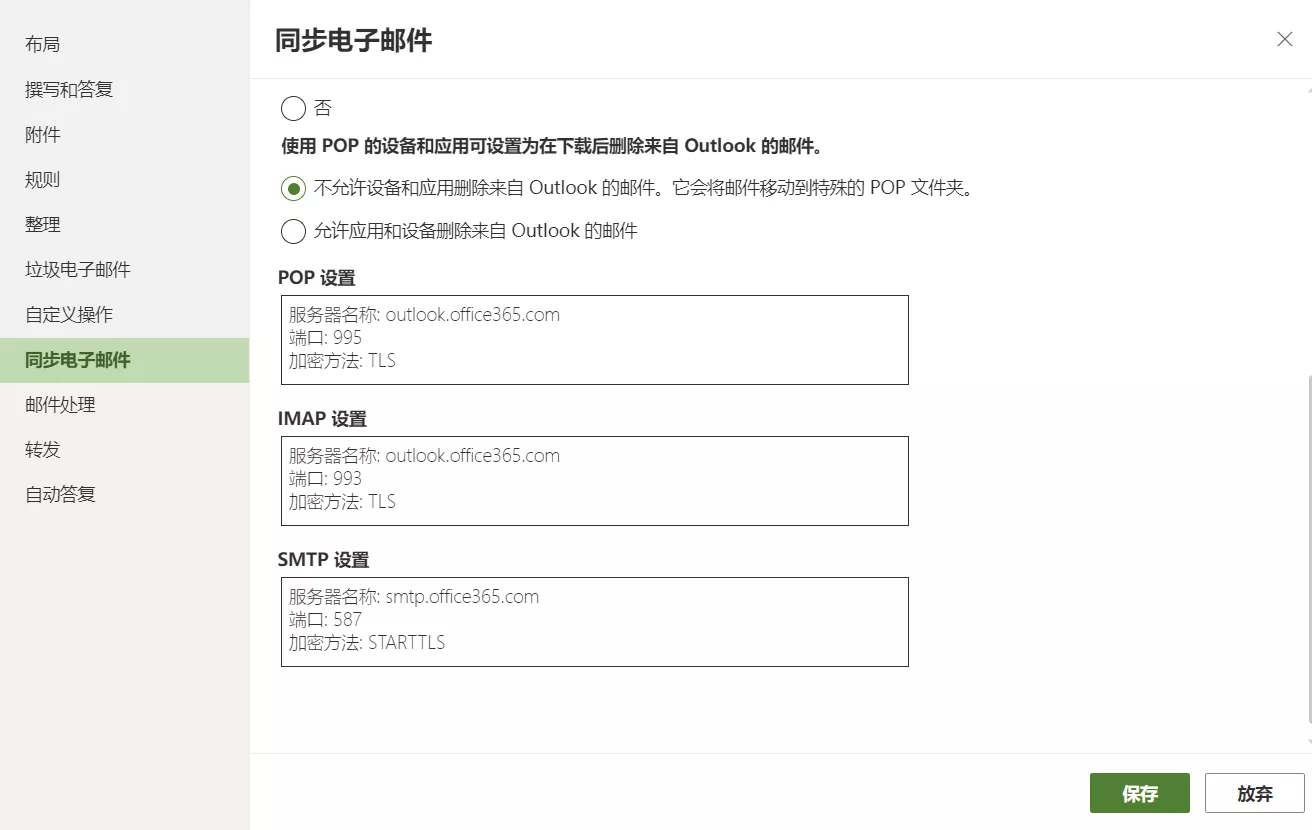 布局
撰写和答复
附件
规则
整理
垃圾电子邮件
自定义操作
同步电子邮件
邮件处理
转发
自动答复
同步电子邮件
否
使用 POP 的设备和应用可设置为在下载后删除来自 Outlook 的邮件。
不允许设备和应用删除来自 Outlook 的邮件。它会将邮件移动到特殊的 POP 文件夹。
允许应用和设备删除来自 Outlook 的邮件
POP 设置
服务器名称: outlook.office365.com
端口: 995
加密方法: TLS
IMAP 设置
服务器名称: outlook.office365.com
端口: 993
加密方法: TLS
SMTP 设置
服务器名称: smtp.office365.com
端口: 587
加密方法: STARTTLS
保存
放弃